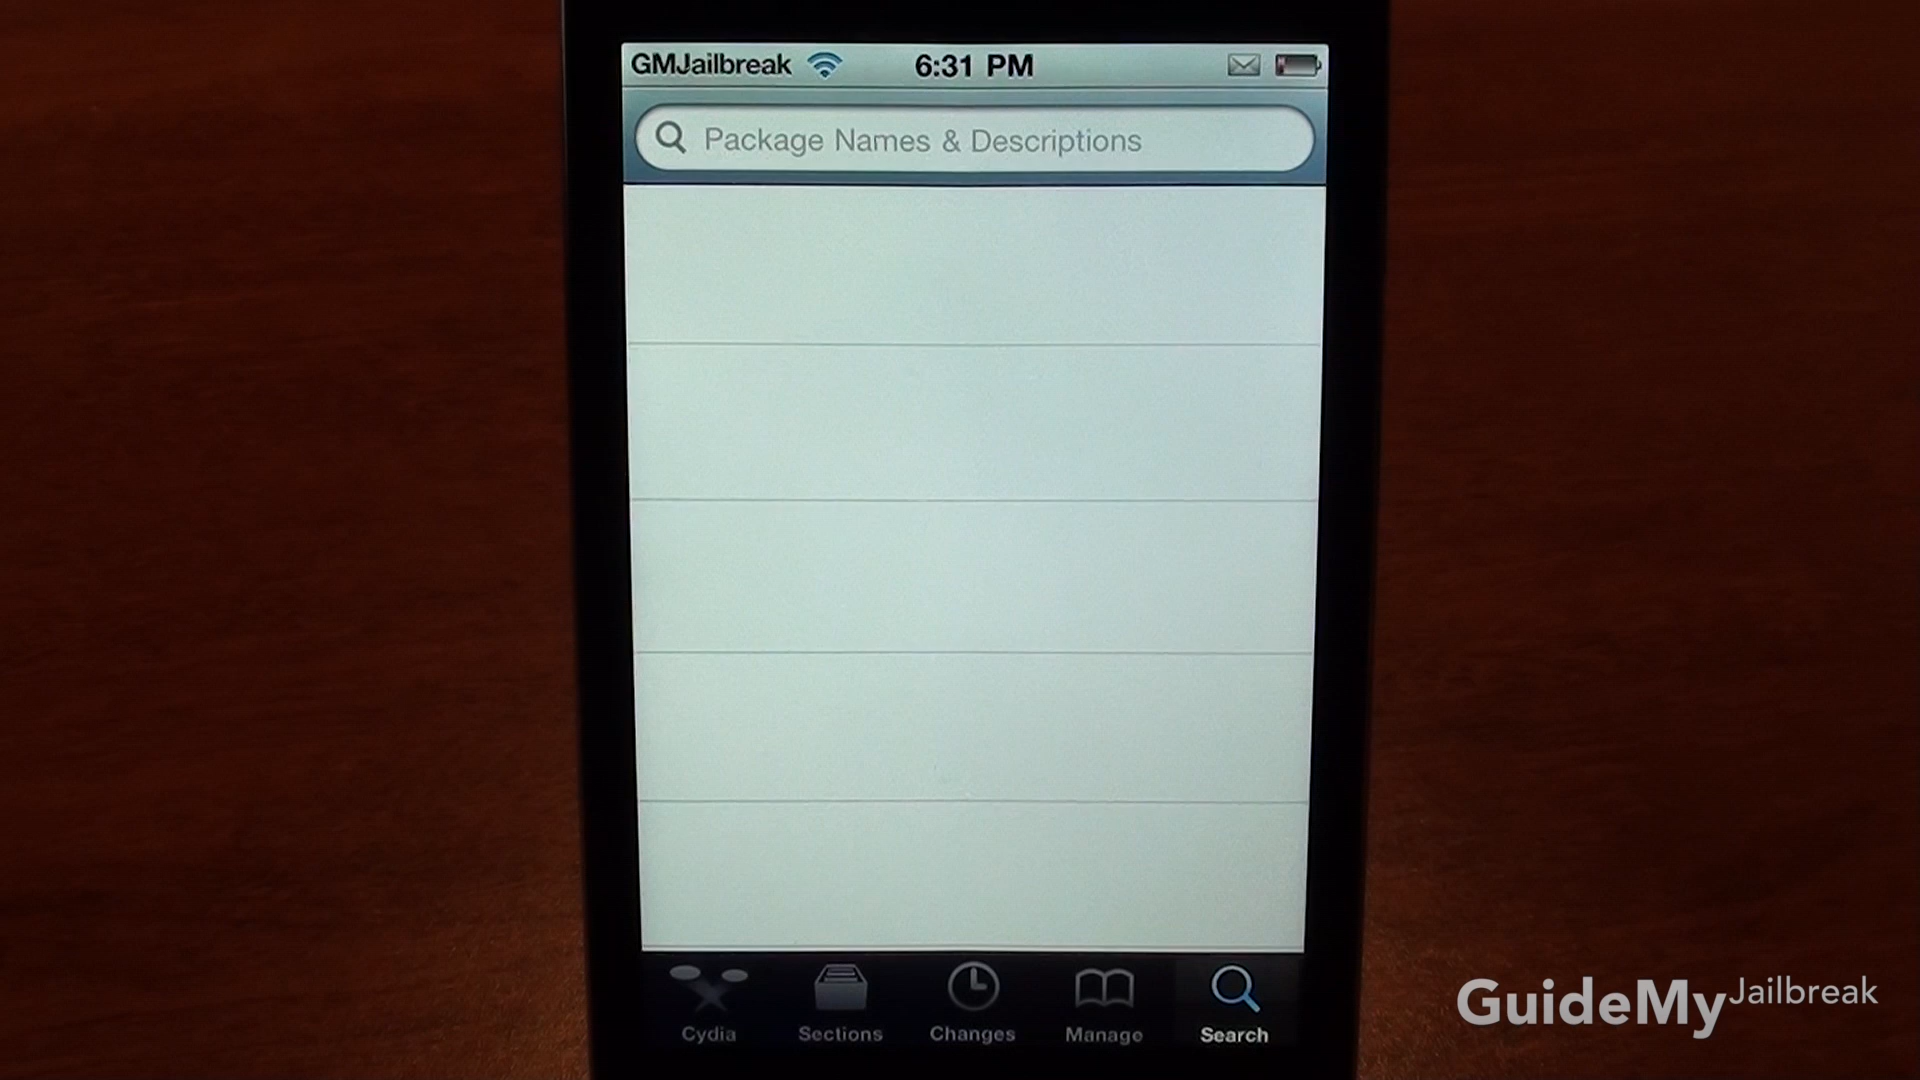 GMJailbreak 6:31 PM
Package Names & Descriptions
Cydia Sections Changes Manage Search
GuideMyJailbreak